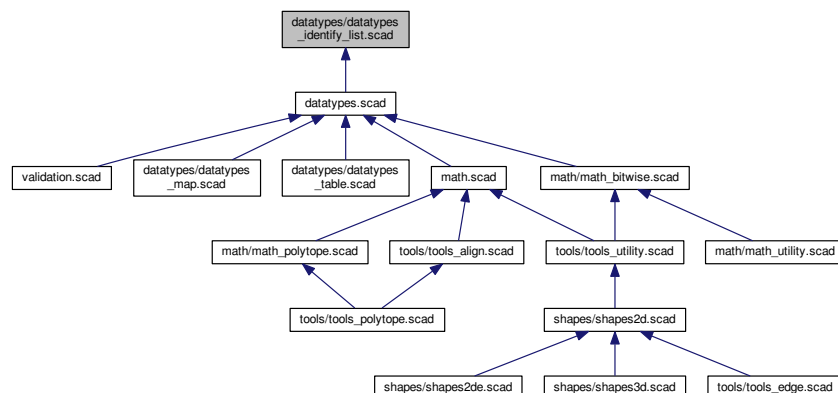 datatypes/datatypes
_identify_list.scad
datatypes.scad
validation.scad
datatypes/datatypes
_map.scad
datatypes/datatypes
_table.scad
math.scad
math/math_bitwise.scad
math/math_polytope.scad
tools/tools_align.scad
tools/tools_utility.scad
math/math_utility.scad
tools/tools_polytope.scad
shapes/shapes2d.scad
shapes/shapes2de.scad
shapes/shapes3d.scad
tools/tools_edge.scad